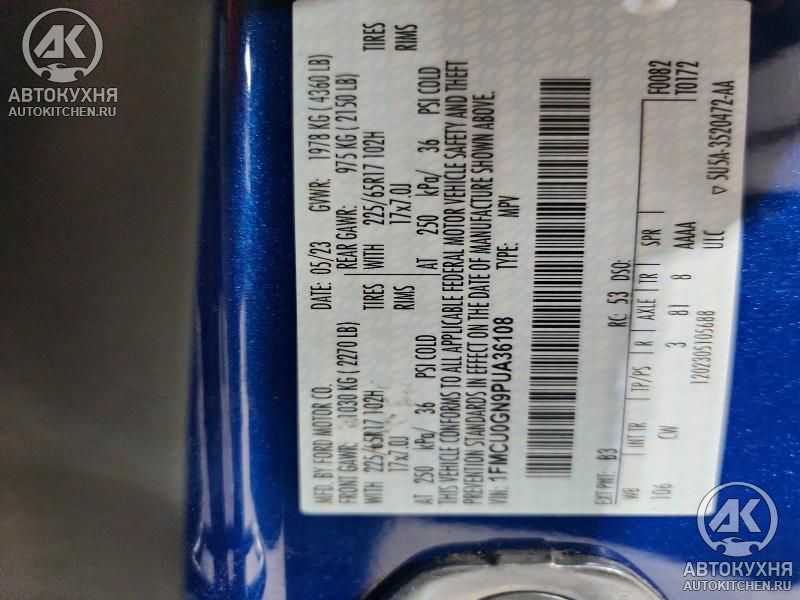 AK
АВТОКУХНЯ
AUTOKITCHEN.RU
MFD. BY FORD MOTOR CO.
DATE: 05/23
GVWR: 1978 KG ( 4360 LB)
FRONT GAWR: 1030 KG ( 2270 LB)
REAR GAWR: 975 KG ( 2150 LB)
WITH 225/65R17 102H TIRES
WITH 225/65R17 102H TIRES
17x7.0J RIMS
17x7.0J RIMS
AT 250 kPa/ 36 PSI COLD
AT 250 kPa/ 36 PSI COLD
THIS VEHICLE CONFORMS TO ALL APPLICABLE FEDERAL MOTOR VEHICLE SAFETY AND THEFT
PREVENTION STANDARDS IN EFFECT ON THE DATE OF MANUFACTURE SHOWN ABOVE.
VIN: 1FMCU0GN9PUA36108
TYPE: MPV
F0082
T0172
EXT PNT: B3
RC: 53 DSO:
WB INT TR TP/PS R AXLE TR SPR
106 CW 3 81 8 AAAA
ULC
1202305105688
▽ 5U5A-3520472-AA
AK
АВТОКУХНЯ
AUTOKITCHEN.RU